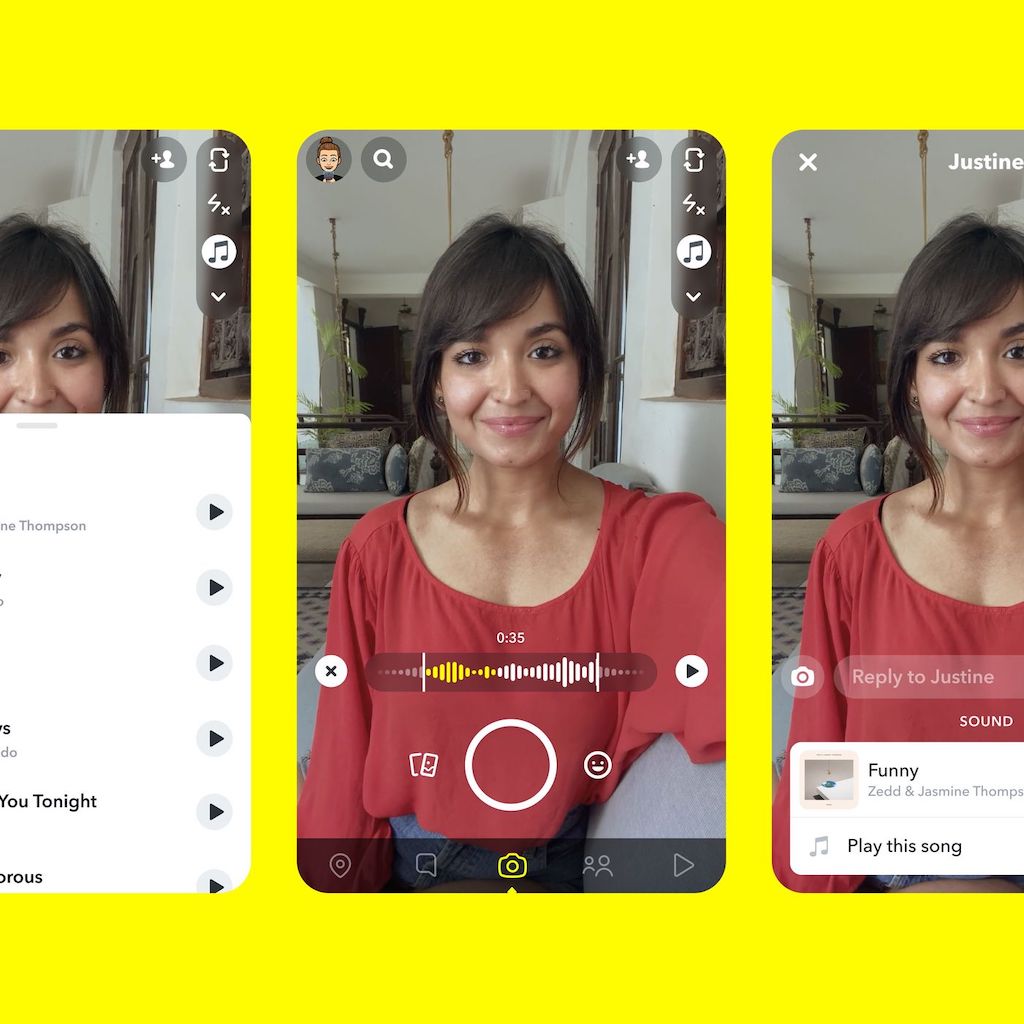 ne Thompson
do
You Tonight
orous
0:35
Justine
Reply to Justine
SOUND
Funny
Zedd & Jasmine Thomps
Play this song